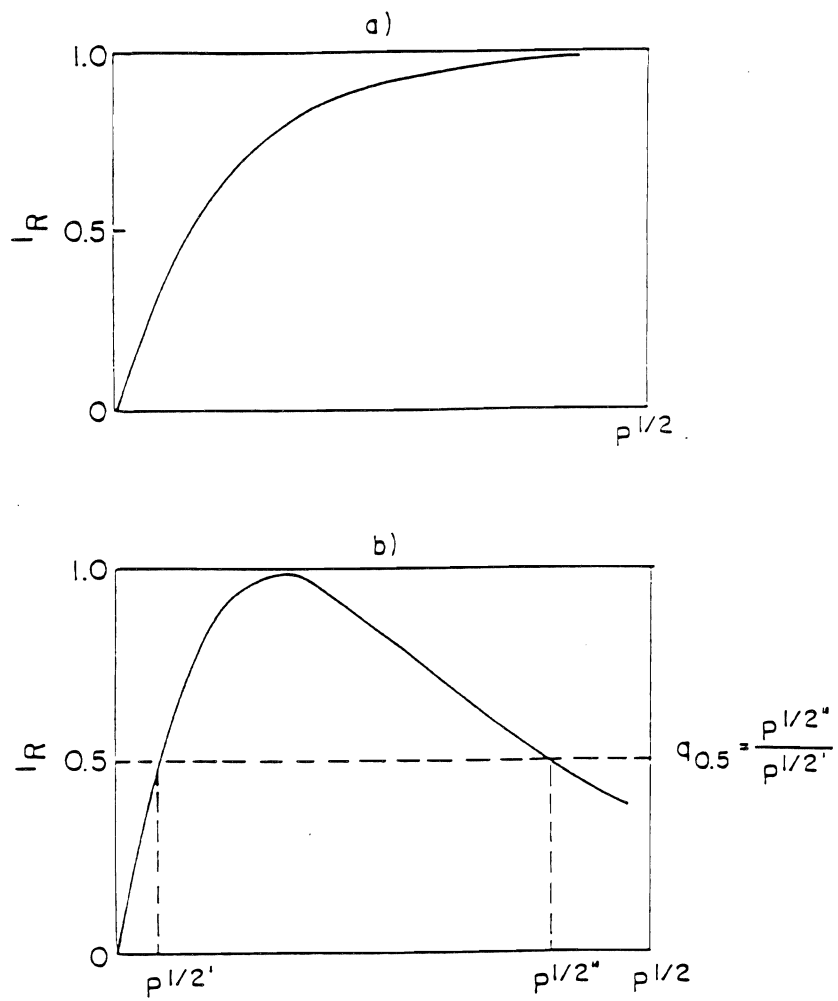 a)
1.0
I_R 0.5
0
P^1/2
b)
1.0
I_R 0.5
q_0.5 = P^1/2" / P^1/2'
0
P^1/2' P^1/2" P^1/2